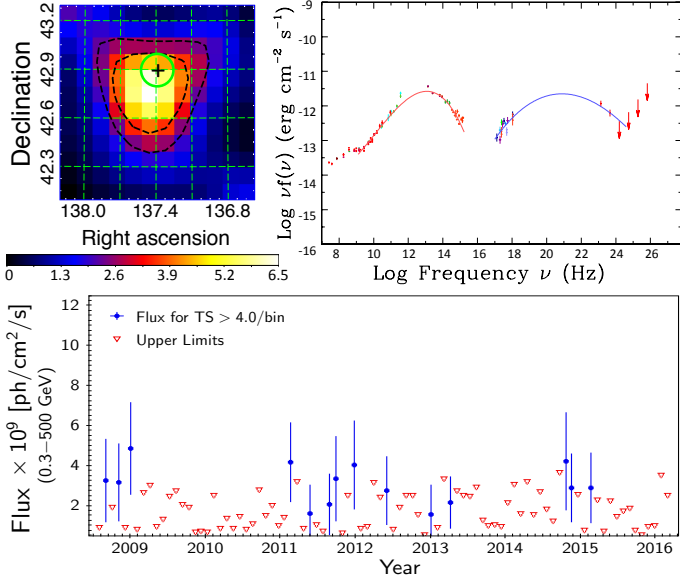 43.2
42.9
42.6
42.3
Declination
138.0 137.4 136.8
Right ascension
0 1.3 2.6 3.9 5.2 6.5
Log νf(ν) (erg cm⁻² s⁻¹)
-9
-10
-11
-12
-13
-14
-15
-16
8 10 12 14 16 18 20 22 24 26
Log Frequency ν (Hz)
Flux × 10⁹ [ph/cm²/s]
(0.3−500 GeV)
12
10
8
6
4
2
Flux for TS > 4.0/bin
Upper Limits
2009 2010 2011 2012 2013 2014 2015 2016
Year